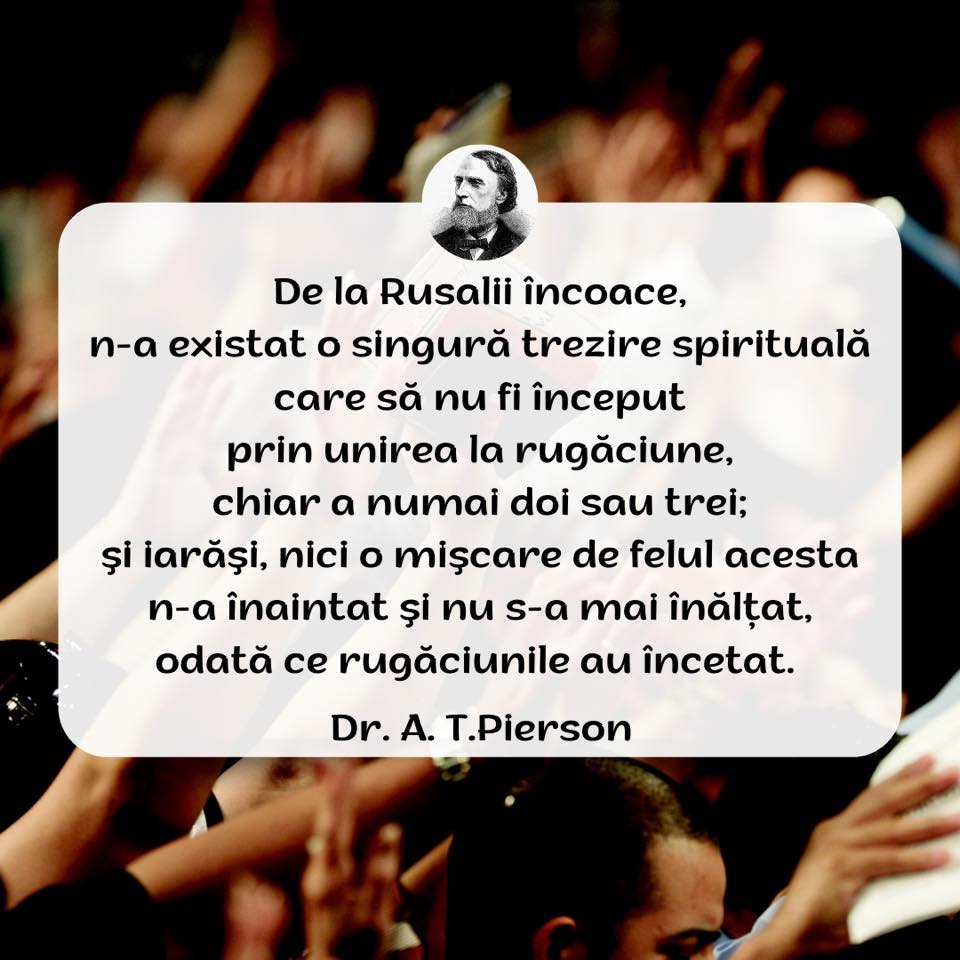 De la Rusalii încoace,
n-a existat o singură trezire spirituală
care să nu fi început
prin unirea la rugăciune,
chiar a numai doi sau trei;
şi iarăşi, nici o mişcare de felul acesta
n-a înaintat şi nu s-a mai înălțat,
odată ce rugăciunile au încetat.
Dr. A. T.Pierson